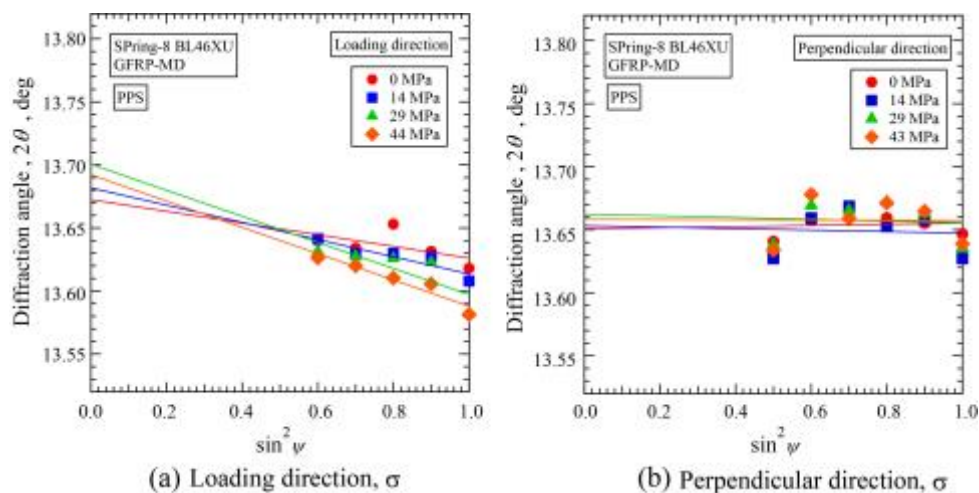 13.80
13.75
13.70
13.65
13.60
13.55
Diffraction angle , 2θ , deg
SPring-8 BL46XU
GFRP-MD
PPS
Loading direction
0 MPa
14 MPa
29 MPa
44 MPa
0.0 0.2 0.4 0.6 0.8 1.0
sin²ψ
(a) Loading direction, σ
13.80
13.75
13.70
13.65
13.60
13.55
Diffraction angle , 2θ , deg
SPring-8 BL46XU
GFRP-MD
PPS
Perpendicular direction
0 MPa
14 MPa
29 MPa
43 MPa
0.0 0.2 0.4 0.6 0.8 1.0
sin²ψ
(b) Perpendicular direction, σ